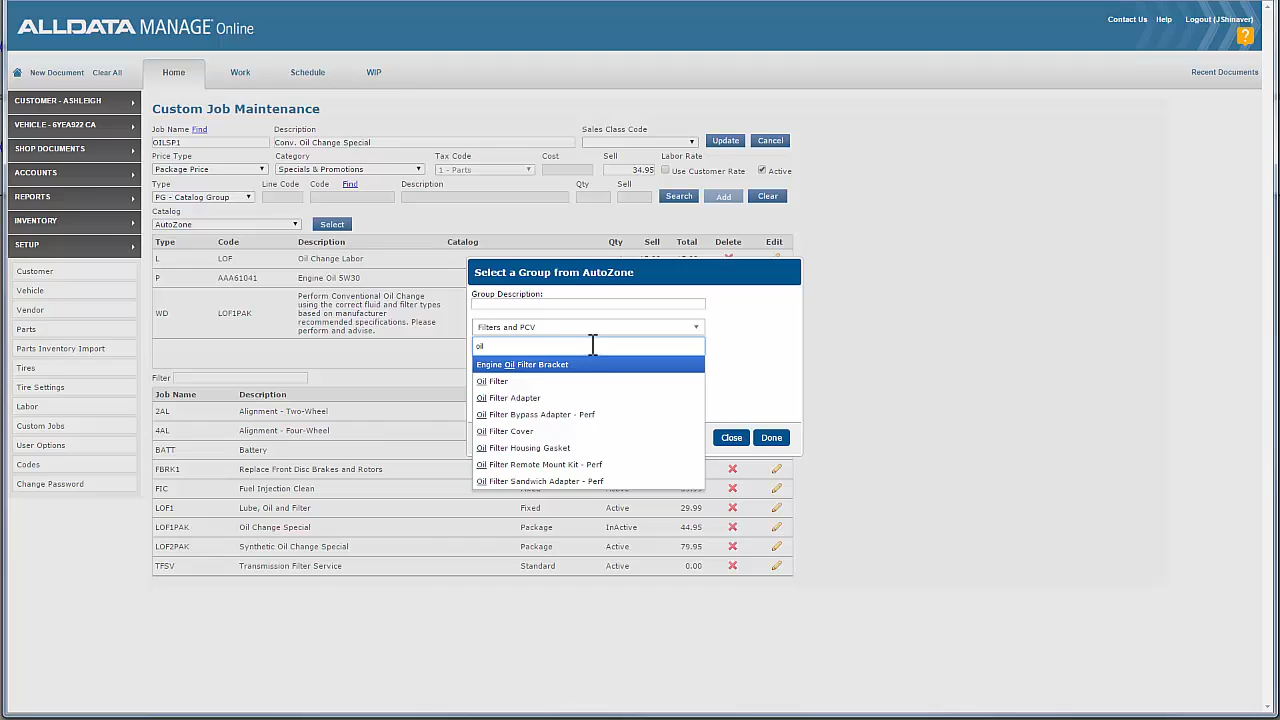 ALLDATA MANAGE Online
Contact Us Help Logout (JShinaver)
?
New Document Clear All Home Work Schedule WIP Recent Documents
CUSTOMER - ASHLEIGH
VEHICLE - 6YEA922 CA
SHOP DOCUMENTS
ACCOUNTS
REPORTS
INVENTORY
SETUP
Customer
Vehicle
Vendor
Parts
Parts Inventory Import
Tires
Tire Settings
Labor
Custom Jobs
User Options
Codes
Change Password
Custom Job Maintenance
Job Name Find Description Sales Class Code
OILSP1 Conv. Oil Change Special Update Cancel
Price Type Category Tax Code Cost Sell Labor Rate
Package Price Specials & Promotions 1 - Parts 34.95 Use Customer Rate Active
Type Line Code Code Find Description Qty Sell
PG - Catalog Group Search Add Clear
Catalog
AutoZone Select
Type Code Description Catalog Qty Sell Total Delete Edit
L LOF Oil Change Labor
P AAA61041 Engine Oil 5W30
WD LOF1PAK Perform Conventional Oil Change
using the correct fluid and filter types
based on manufacturer
recommended specifications. Please
perform and advise.
Select a Group from AutoZone
Group Description:
Filters and PCV
oil
Engine Oil Filter Bracket
Oil Filter
Oil Filter Adapter
Oil Filter Bypass Adapter - Perf
Oil Filter Cover
Oil Filter Housing Gasket
Oil Filter Remote Mount Kit - Perf
Oil Filter Sandwich Adapter - Perf
Close Done
Filter
Job Name Description
2AL Alignment - Two-Wheel
4AL Alignment - Four-Wheel
BATT Battery
FBRK1 Replace Front Disc Brakes and Rotors
FIC Fuel Injection Clean
LOF1 Lube, Oil and Filter Fixed Active 29.99
LOF1PAK Oil Change Special Package InActive 44.95
LOF2PAK Synthetic Oil Change Special Package Active 79.95
TFSV Transmission Filter Service Standard Active 0.00